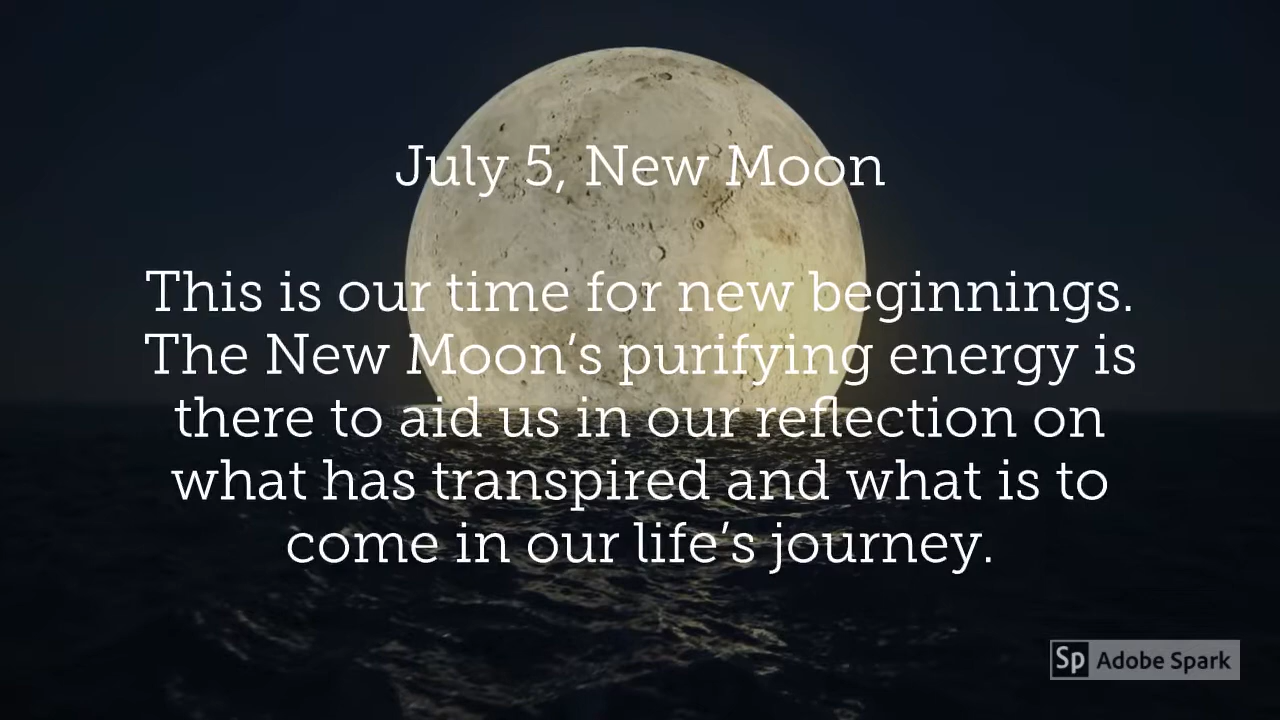 July 5, New Moon
This is our time for new beginnings.
The New Moon’s purifying energy is
there to aid us in our reflection on
what has transpired and what is to
come in our life’s journey.
Sp Adobe Spark